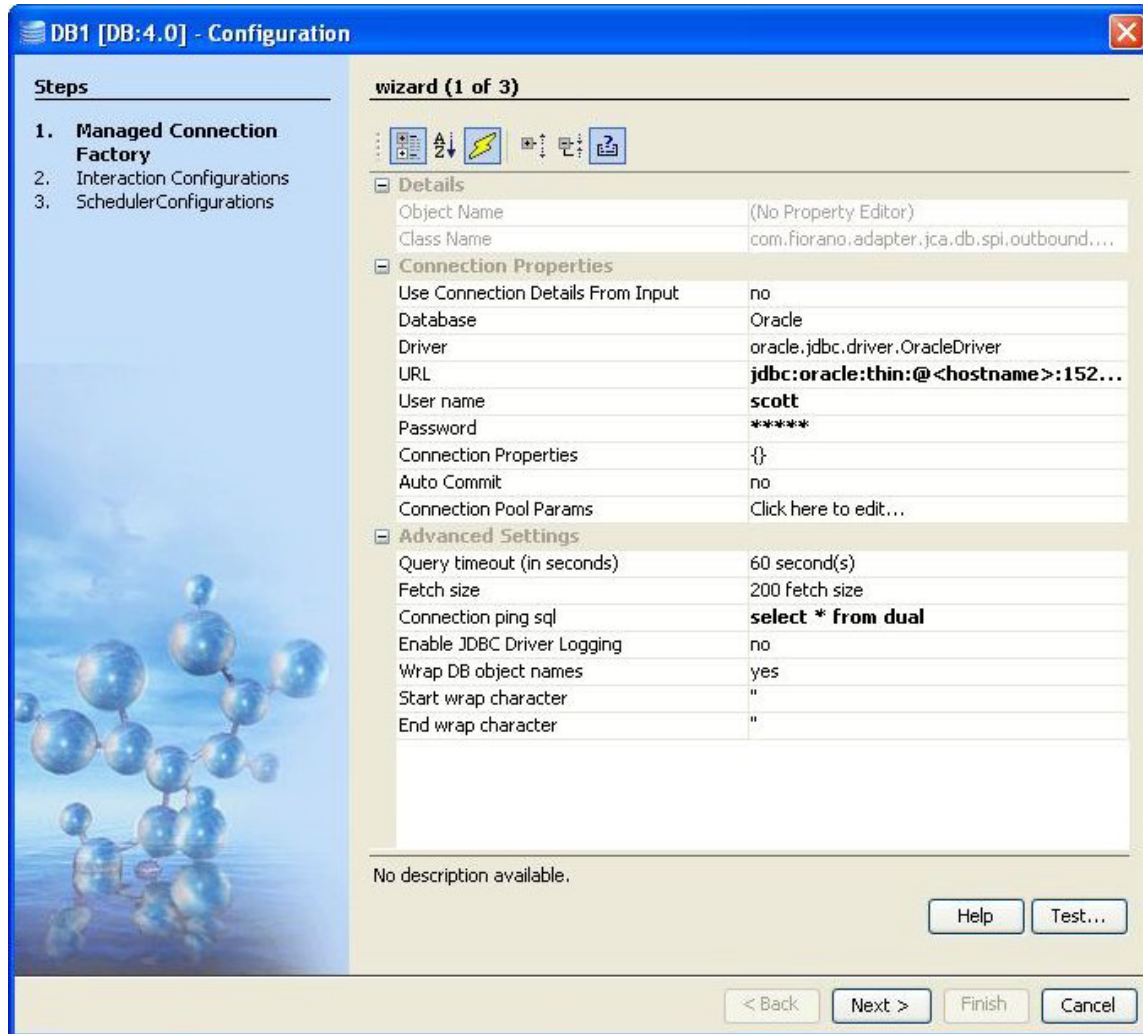 DB1 [DB:4.0] - Configuration
Steps
1. Managed Connection
Factory
2. Interaction Configurations
3. SchedulerConfigurations
wizard (1 of 3)
Details
Object Name (No Property Editor)
Class Name com.fiorano.adapter.jca.db.spi.outbound....
Connection Properties
Use Connection Details From Input no
Database Oracle
Driver oracle.jdbc.driver.OracleDriver
URL jdbc:oracle:thin:@<hostname>:152...
User name scott
Password *****
Connection Properties {}
Auto Commit no
Connection Pool Params Click here to edit...
Advanced Settings
Query timeout (in seconds) 60 second(s)
Fetch size 200 fetch size
Connection ping sql select * from dual
Enable JDBC Driver Logging no
Wrap DB object names yes
Start wrap character "
End wrap character "
No description available.
Help Test...
< Back Next > Finish Cancel